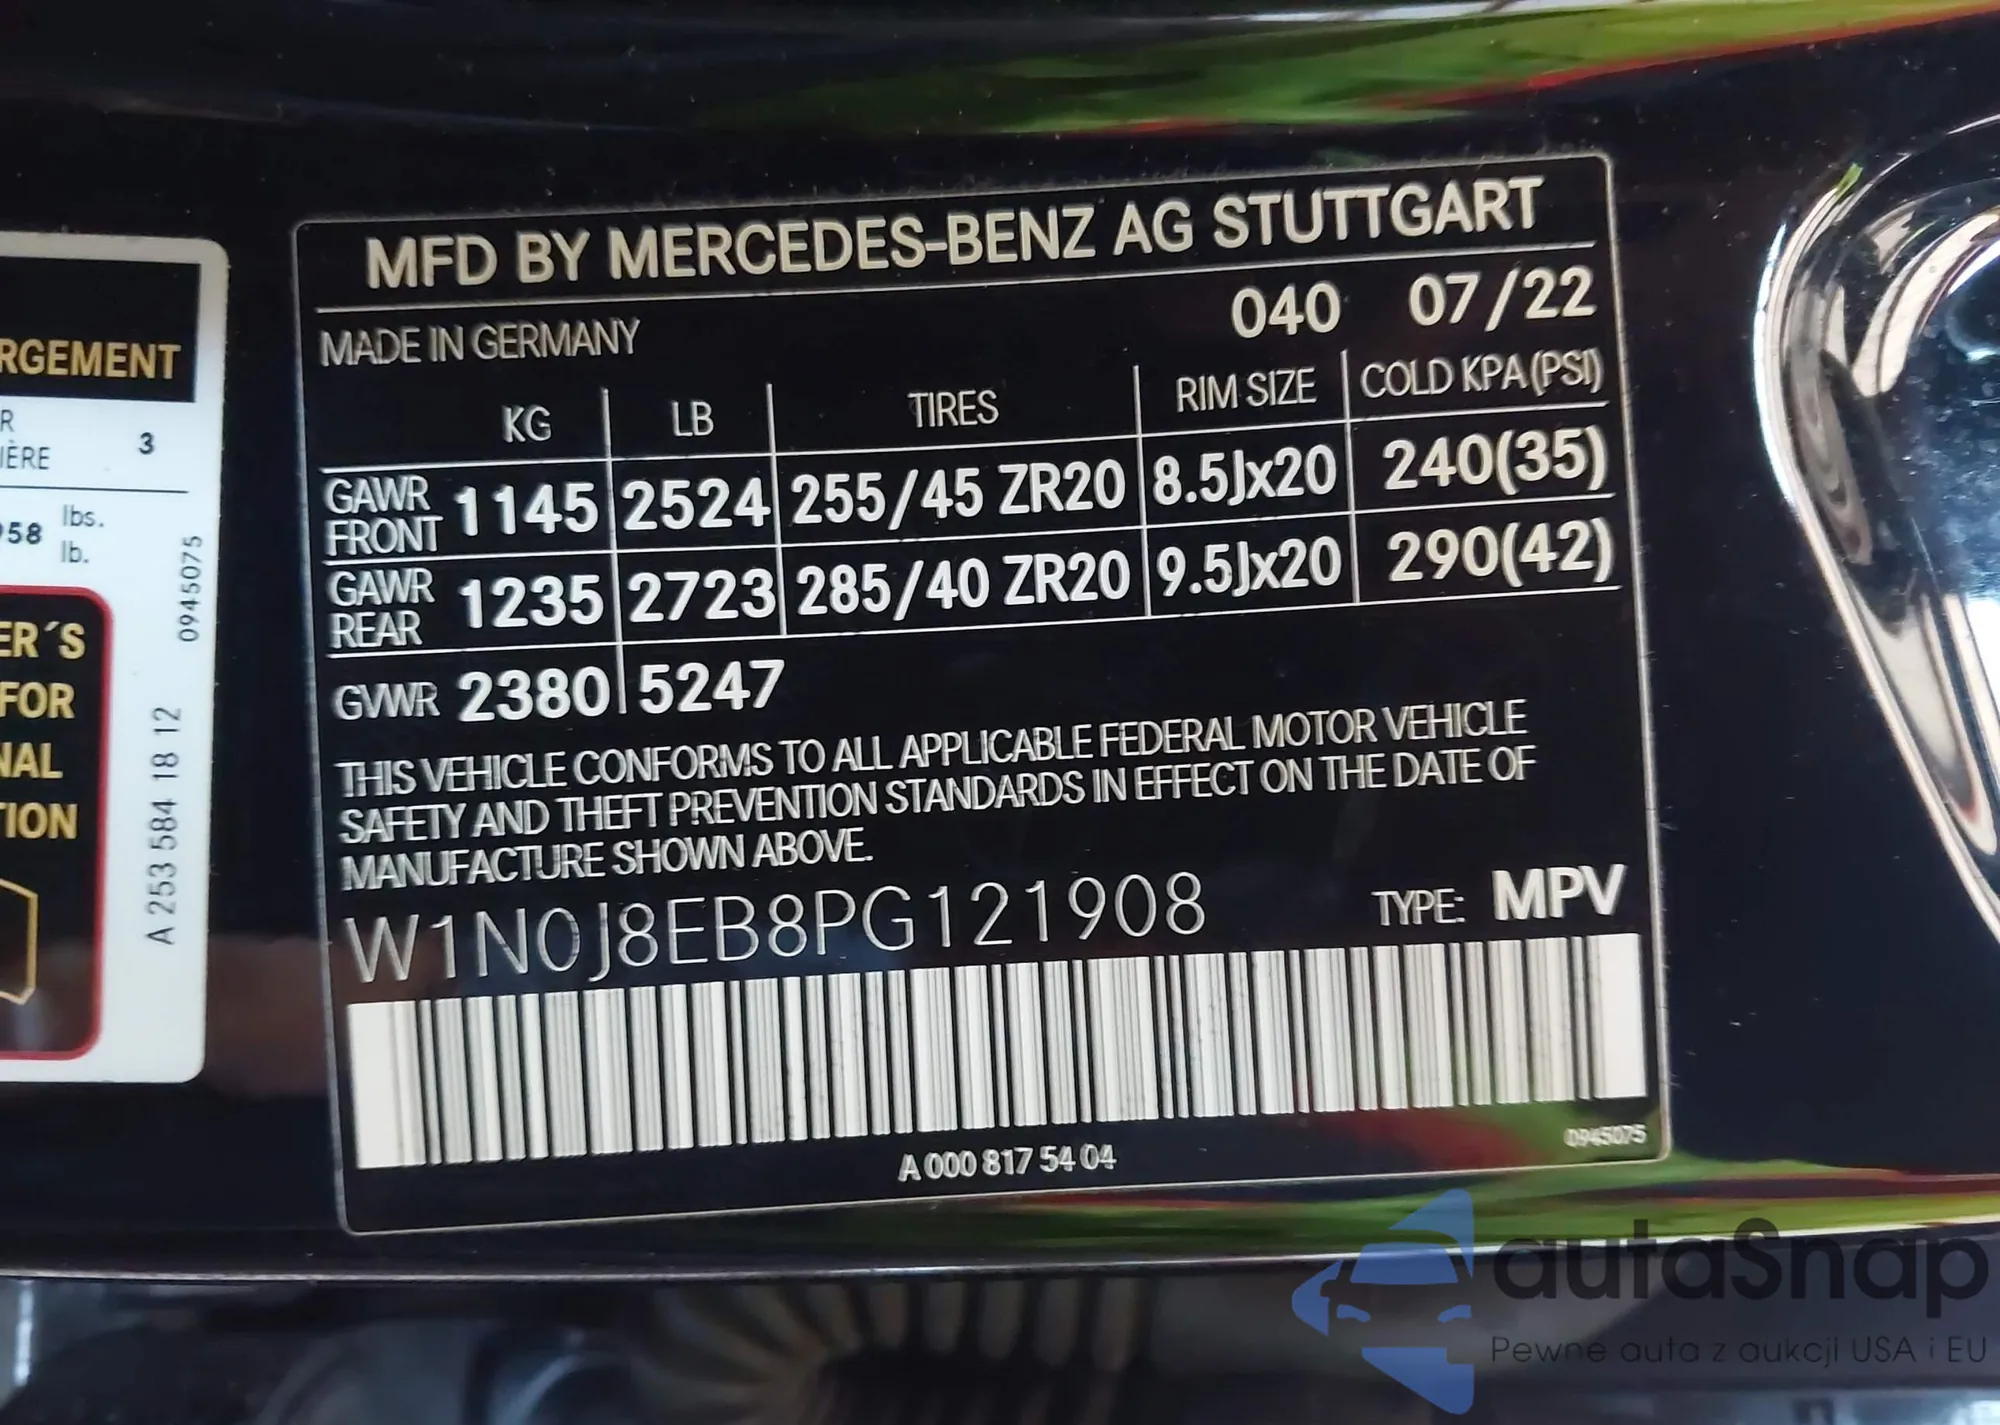 RGEMENT
3
lbs.
lb.
ER´S
FOR
A 253 584 18 12
0945075
MFD BY MERCEDES-BENZ AG STUTTGART
MADE IN GERMANY 040 07/22
KG LB TIRES RIM SIZE COLD KPA(PSI)
GAWR FRONT 1145 2524 255/45 ZR20 8.5Jx20 240(35)
GAWR REAR 1235 2723 285/40 ZR20 9.5Jx20 290(42)
GVWR 2380 5247
THIS VEHICLE CONFORMS TO ALL APPLICABLE FEDERAL MOTOR VEHICLE
SAFETY AND THEFT PREVENTION STANDARDS IN EFFECT ON THE DATE OF
MANUFACTURE SHOWN ABOVE.
W1N0J8EB8PG121908 TYPE: MPV
A 000 817 54 04
0945075
autaSnap
Pewne auta z aukcji USA i EU